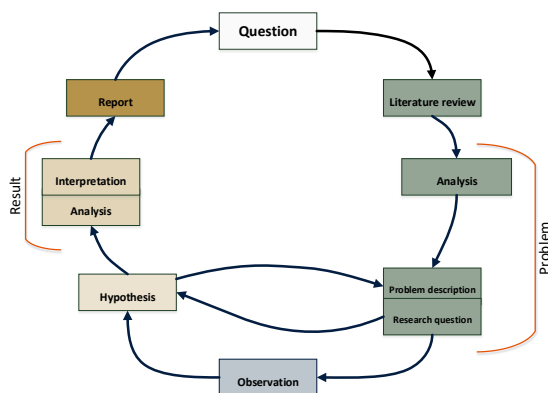 Question
Report
Literature review
Result
Interpretation
Analysis
Analysis
Problem
Hypothesis
Problem description
Research question
Observation